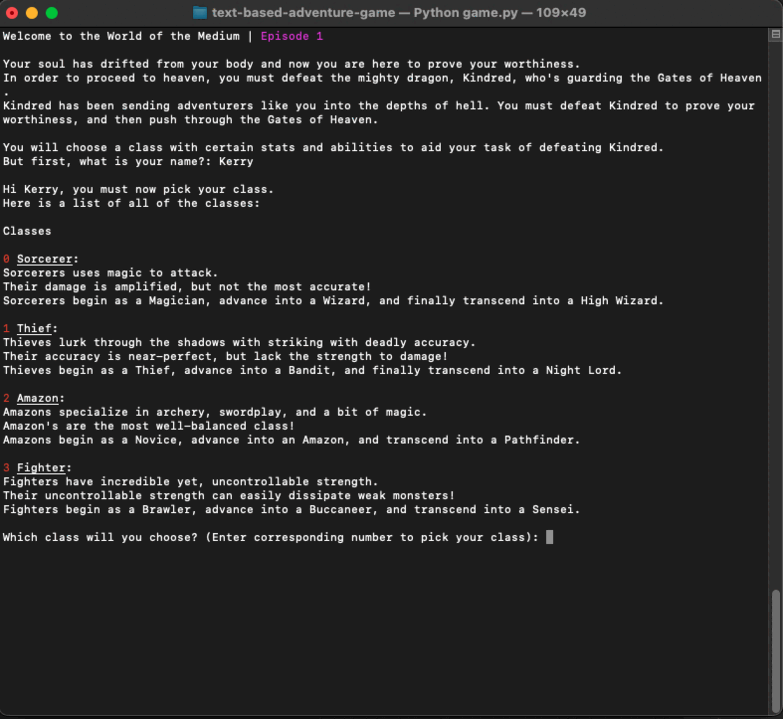 text-based-adventure-game — Python game.py — 109×49
Welcome to the World of the Medium | Episode 1
Your soul has drifted from your body and now you are here to prove your worthiness.
In order to proceed to heaven, you must defeat the mighty dragon, Kindred, who's guarding the Gates of Heaven
.
Kindred has been sending adventurers like you into the depths of hell. You must defeat Kindred to prove your
worthiness, and then push through the Gates of Heaven.
You will choose a class with certain stats and abilities to aid your task of defeating Kindred.
But first, what is your name?: Kerry
Hi Kerry, you must now pick your class.
Here is a list of all of the classes:
Classes
0 Sorcerer:
Sorcerers uses magic to attack.
Their damage is amplified, but not the most accurate!
Sorcerers begin as a Magician, advance into a Wizard, and finally transcend into a High Wizard.
1 Thief:
Thieves lurk through the shadows with striking with deadly accuracy.
Their accuracy is near-perfect, but lack the strength to damage!
Thieves begin as a Thief, advance into a Bandit, and finally transcend into a Night Lord.
2 Amazon:
Amazons specialize in archery, swordplay, and a bit of magic.
Amazon's are the most well-balanced class!
Amazons begin as a Novice, advance into an Amazon, and transcend into a Pathfinder.
3 Fighter:
Fighters have incredible yet, uncontrollable strength.
Their uncontrollable strength can easily dissipate weak monsters!
Fighters begin as a Brawler, advance into a Buccaneer, and transcend into a Sensei.
Which class will you choose? (Enter corresponding number to pick your class):